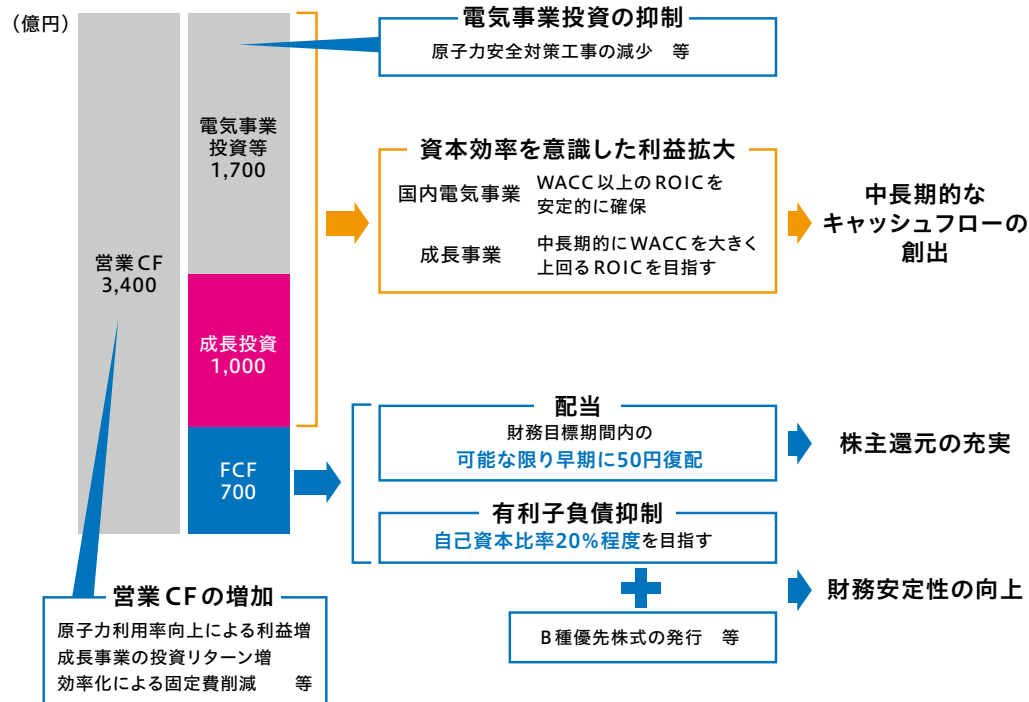 （億円）
営業CF
3,400
電気事業
投資等
1,700
成長投資
1,000
FCF
700
電気事業投資の抑制
原子力安全対策工事の減少　等
資本効率を意識した利益拡大
国内電気事業
WACC以上のROICを
安定的に確保
成長事業
中長期的にWACCを大きく
上回るROICを目指す
中長期的な
キャッシュフローの
創出
配当
財務目標期間内の
可能な限り早期に50円復配
株主還元の充実
有利子負債抑制
自己資本比率20%程度を目指す
B種優先株式の発行　等
財務安定性の向上
営業CFの増加
原子力利用率向上による利益増
成長事業の投資リターン増
効率化による固定費削減　等